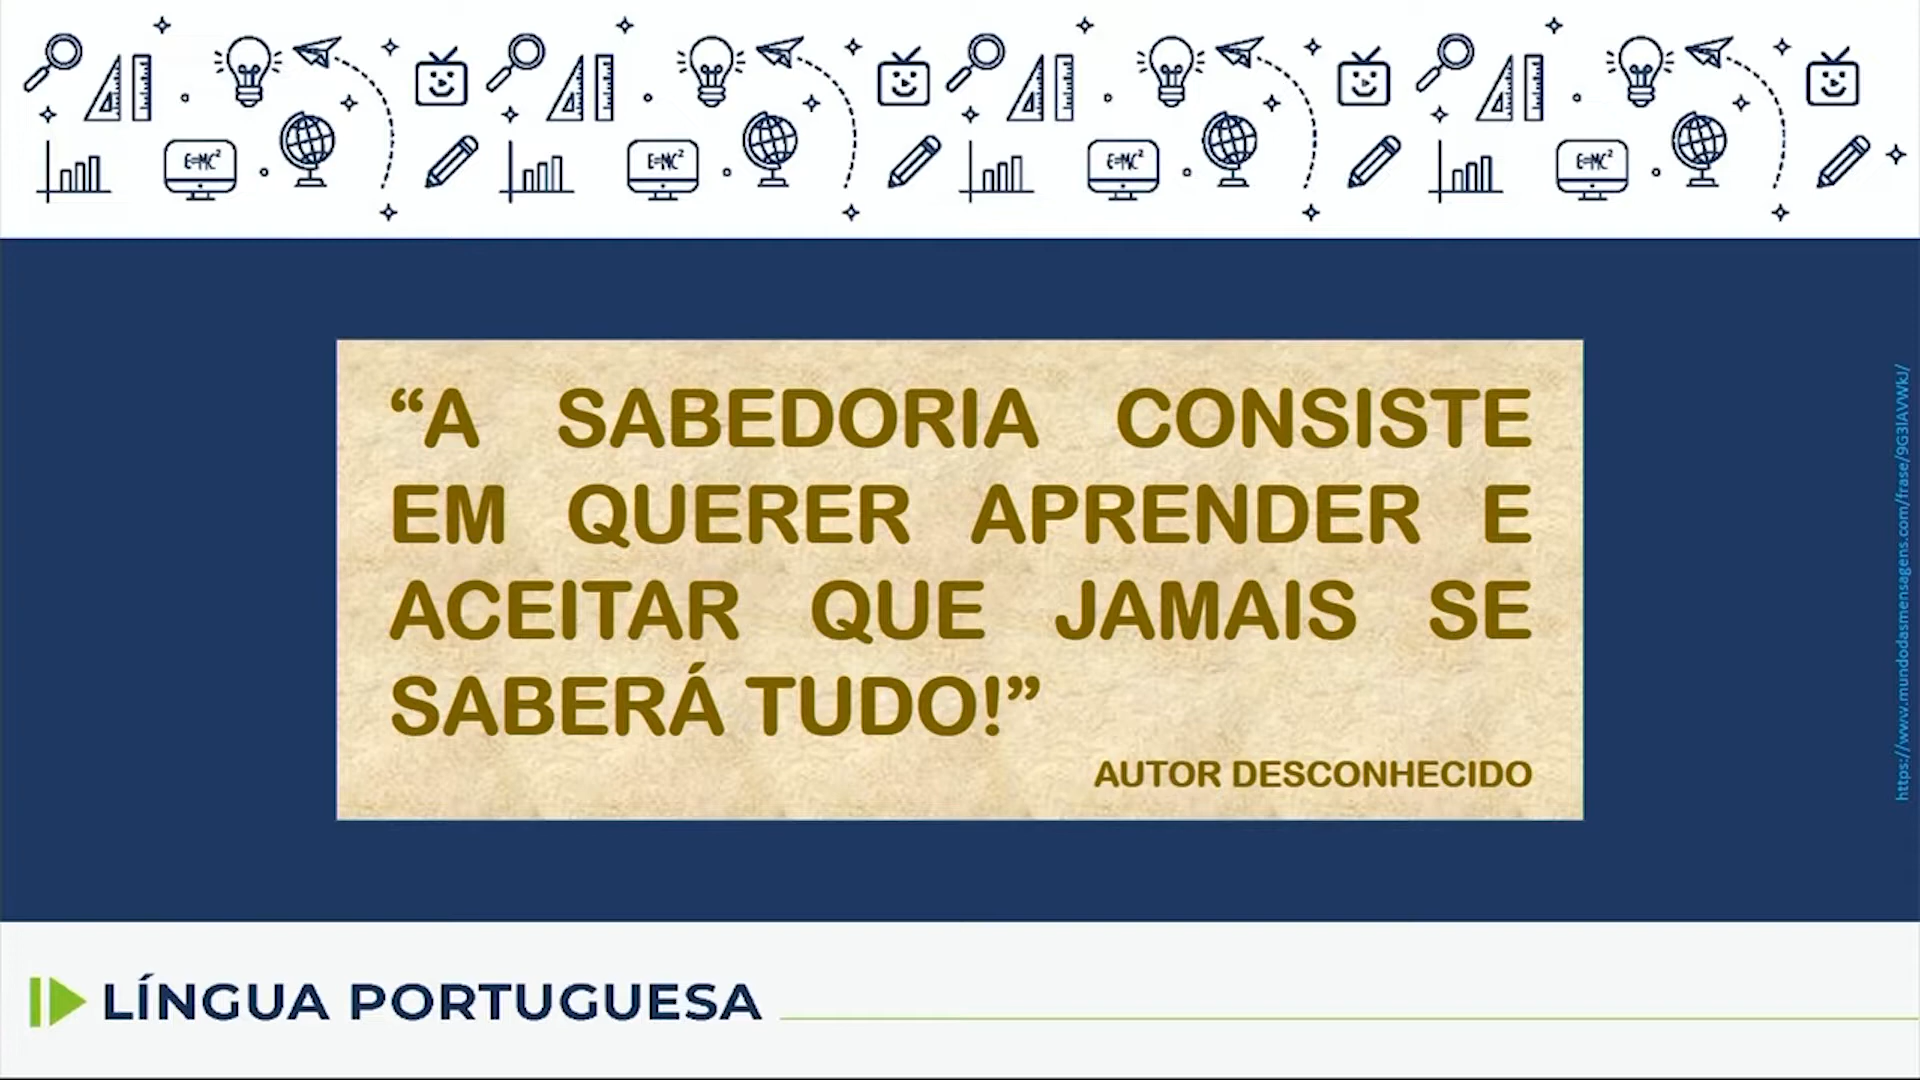 E=MC² E=MC² E=MC² E=MC²
“A SABEDORIA CONSISTE
EM QUERER APRENDER E
ACEITAR QUE JAMAIS SE
SABERÁ TUDO!”
AUTOR DESCONHECIDO
https://www.mundodasmensagens.com/frase/9G3lAVVkJ/
LÍNGUA PORTUGUESA